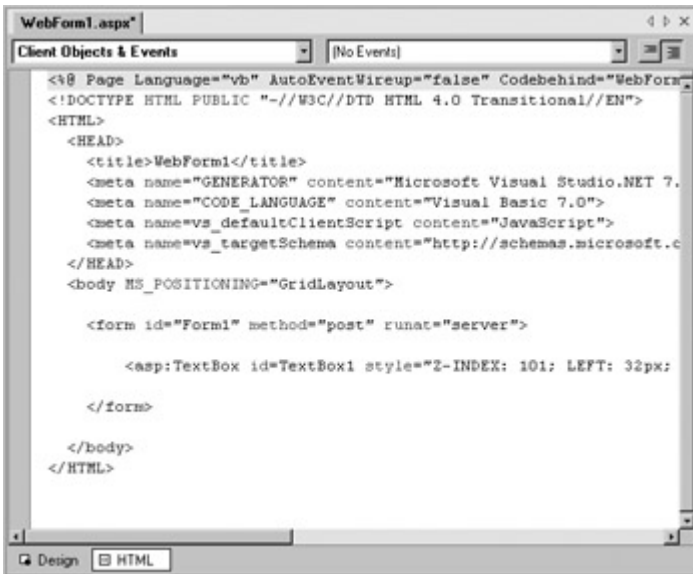 WebForm1.aspx*
Client Objects & Events
(No Events)
<%@ Page Language="vb" AutoEventWireup="false" Codebehind="WebForm
<!DOCTYPE HTML PUBLIC "-//W3C//DTD HTML 4.0 Transitional//EN">
<HTML>
<HEAD>
<title>WebForm1</title>
<meta name="GENERATOR" content="Microsoft Visual Studio.NET 7.
<meta name="CODE_LANGUAGE" content="Visual Basic 7.0">
<meta name=vs_defaultClientScript content="JavaScript">
<meta name=vs_targetSchema content="http://schemas.microsoft.c
</HEAD>
<body MS_POSITIONING="GridLayout">
<form id="Form1" method="post" runat="server">
<asp:TextBox id=TextBox1 style="Z-INDEX: 101; LEFT: 32px;
</form>
</body>
</HTML>
Design HTML